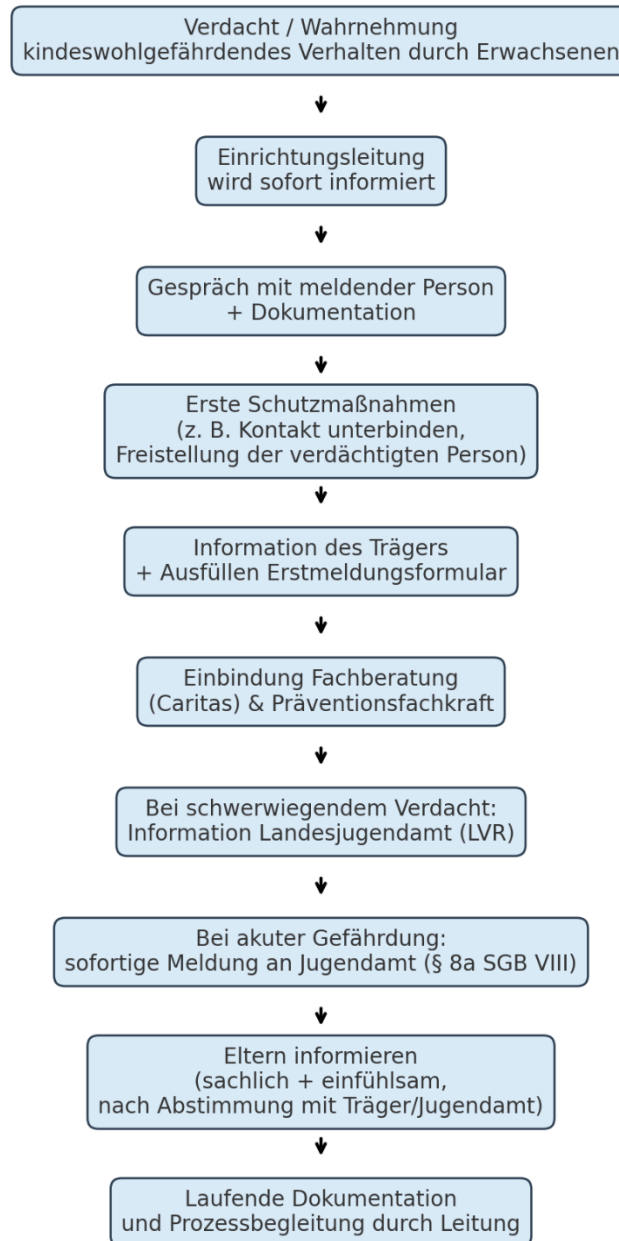 Verdacht / Wahrnehmung
kindeswohlgefährdendes Verhalten durch Erwachsenen
Einrichtungsleitung
wird sofort informiert
Gespräch mit meldender Person
+ Dokumentation
Erste Schutzmaßnahmen
(z. B. Kontakt unterbinden,
Freistellung der verdächtigten Person)
Information des Trägers
+ Ausfüllen Erstmeldungsformular
Einbindung Fachberatung
(Caritas) & Präventionsfachkraft
Bei schwerwiegendem Verdacht:
Information Landesjugendamt (LVR)
Bei akuter Gefährdung:
sofortige Meldung an Jugendamt (§ 8a SGB VIII)
Eltern informieren
(sachlich + einfühlsam,
nach Abstimmung mit Träger/Jugendamt)
Laufende Dokumentation
und Prozessbegleitung durch Leitung